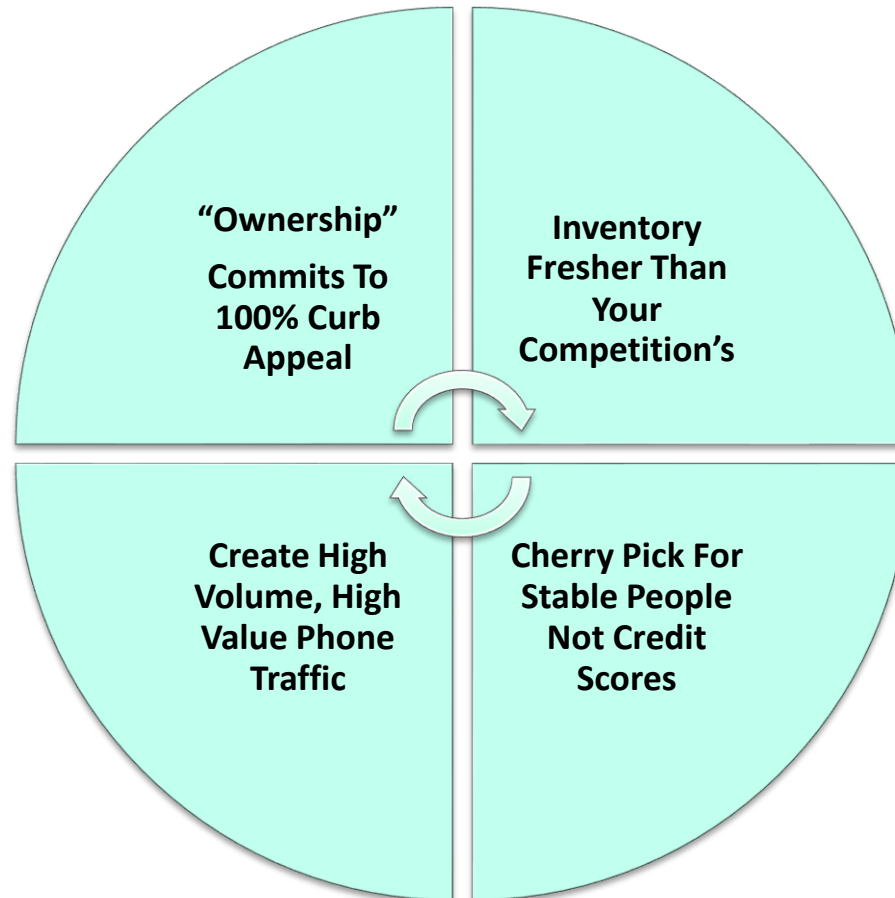 “Ownership”
Commits To
100% Curb
Appeal
Inventory
Fresher Than
Your
Competition’s
Create High
Volume, High
Value Phone
Traffic
Cherry Pick For
Stable People
Not Credit
Scores